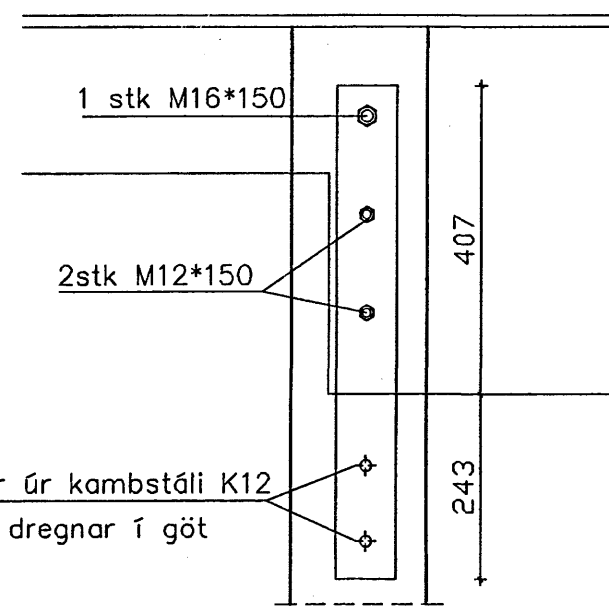 1 stk M16*150
407
2stk M12*150
úr kambstáli K12
243
dregnar í göt